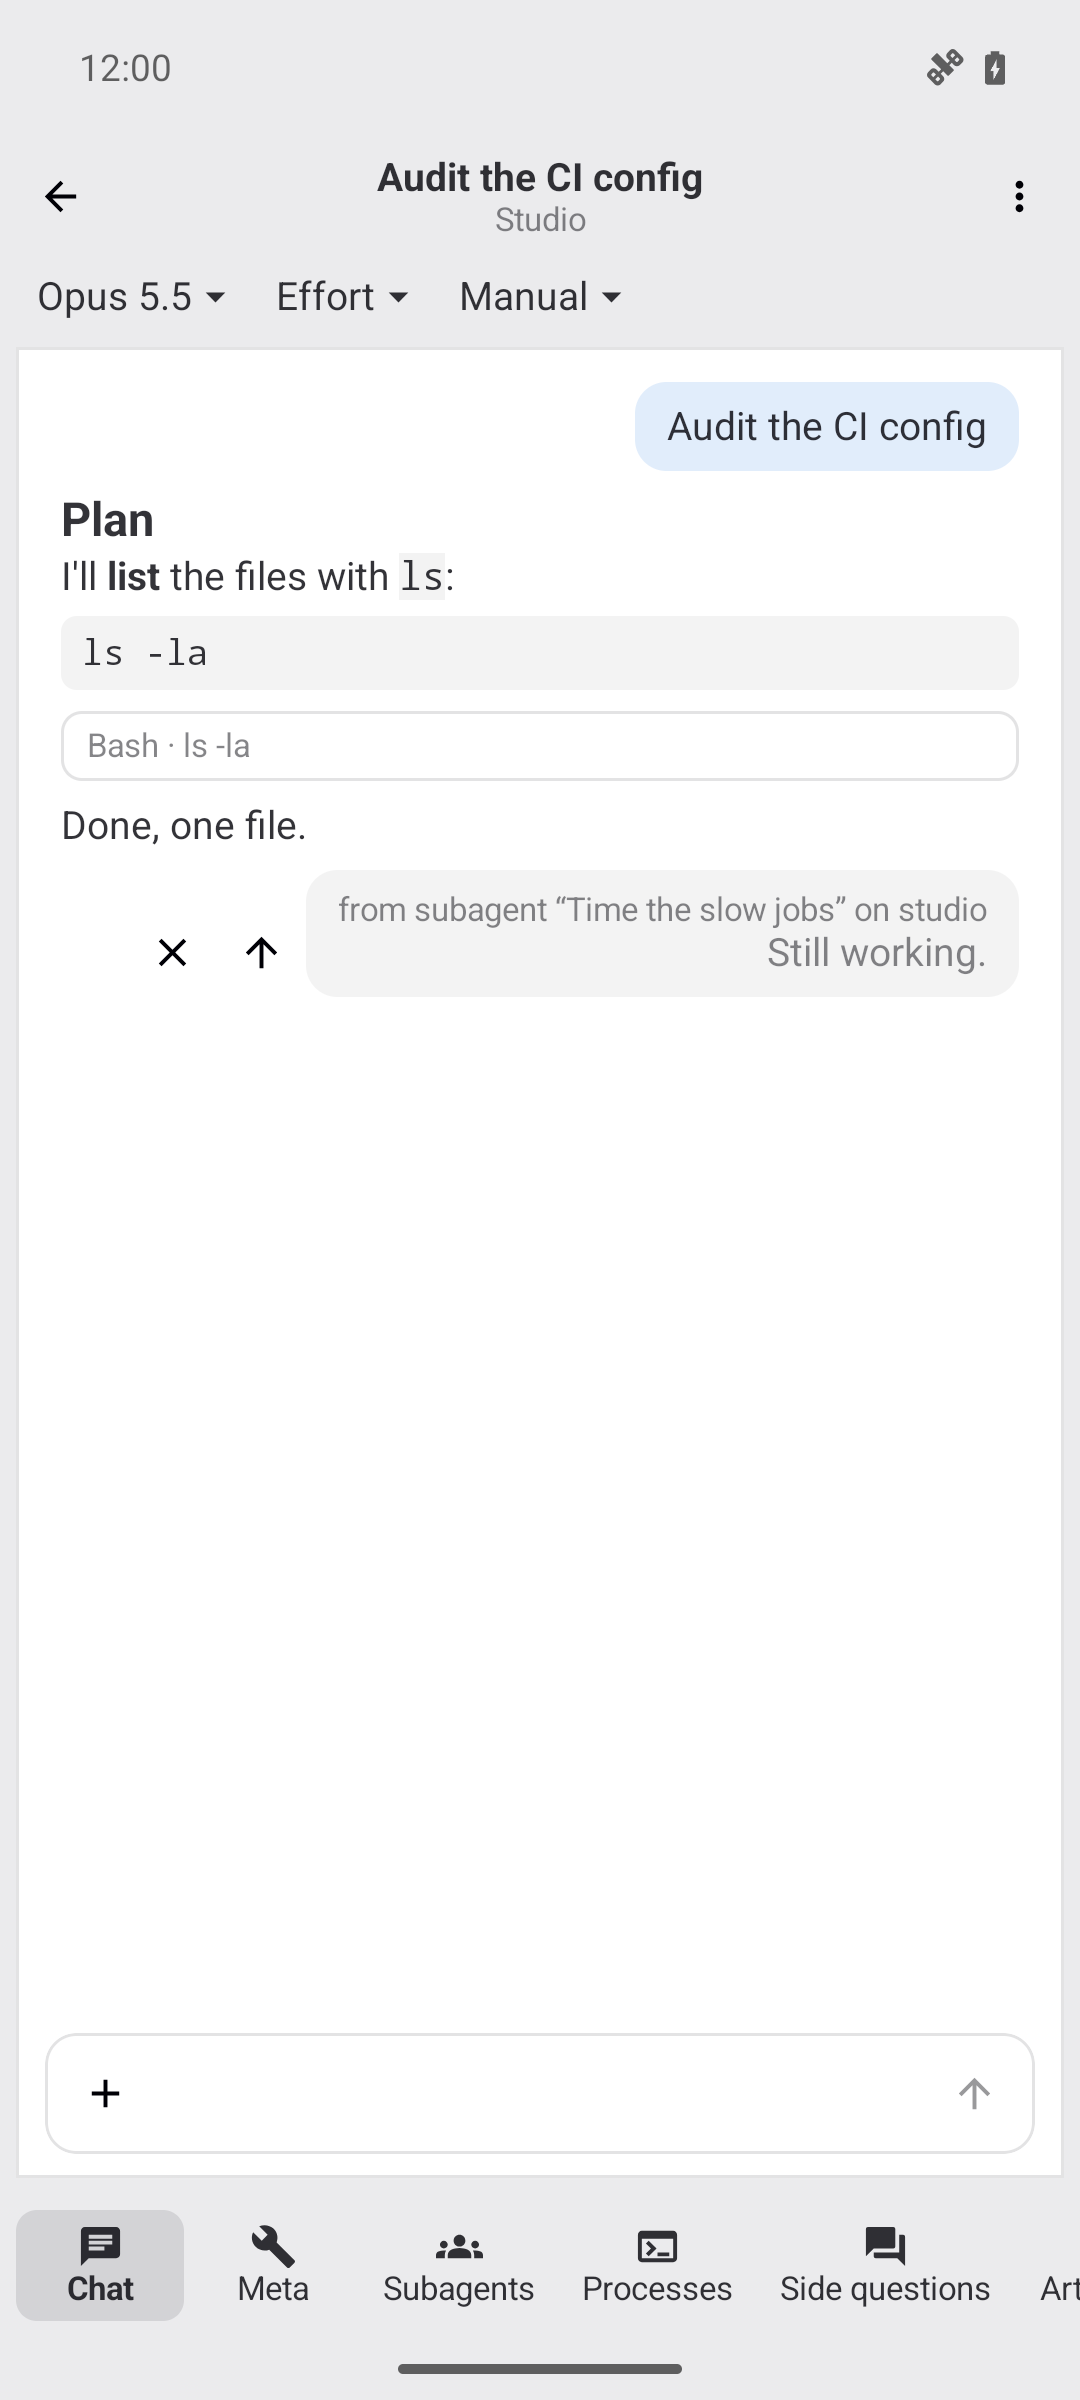 12:00
Audit the CI config
Studio
Opus 5.5 Effort Manual
Audit the CI config
Plan
I'll list the files with ls:
ls -la
Bash · ls -la
Done, one file.
from subagent “Time the slow jobs” on studio
Still working.
Chat Meta Subagents Processes Side questions Art